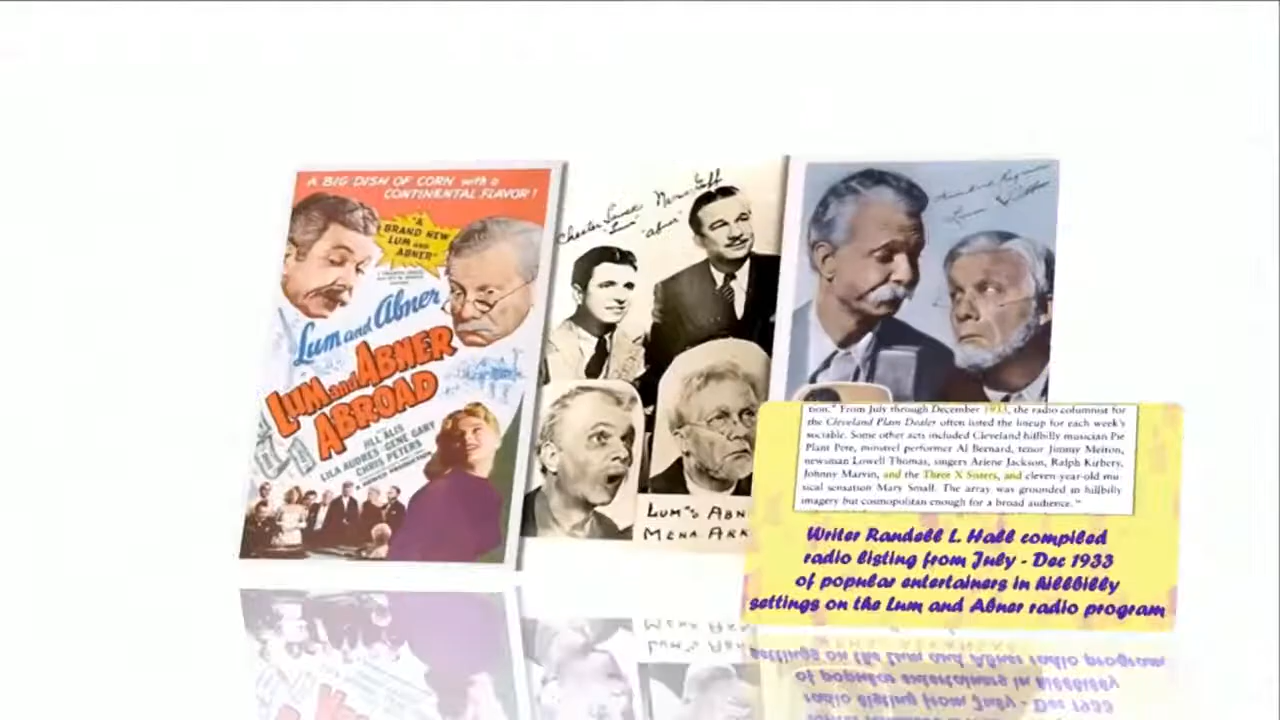 A BIG DISH OF CORN with a
CONTINENTAL FLAVOR!
"A
BRAND NEW
LUM AND
ABNER"
Lum and Abner
LUM and ABNER
ABROAD
JILL ALIS
LILA AUDRES GENE GARY
CHRIS PETERS
Chester Lauck Norris Goff
"Lum" "Abner"
LUM'S ABN
MENA ARK
tion." From July through December 1933, the radio columnist for
the Cleveland Plain Dealer often listed the lineup for each week's
sociable. Some other acts included Cleveland hillbilly musician Pie
Plant Pete, minstrel performer Al Bernard, tenor Jimmy Melton,
newsman Lowell Thomas, singers Arlene Jackson, Ralph Kirbery,
Johnny Marvin, and the Three X Sisters, and eleven-year-old mu-
sical sensation Mary Small. The array was grounded in hillbilly
imagery but cosmopolitan enough for a broad audience."
Writer Randell L. Hall compiled
radio listing from July - Dec 1933
of popular entertainers in hillbilly
settings on the Lum and Abner radio program